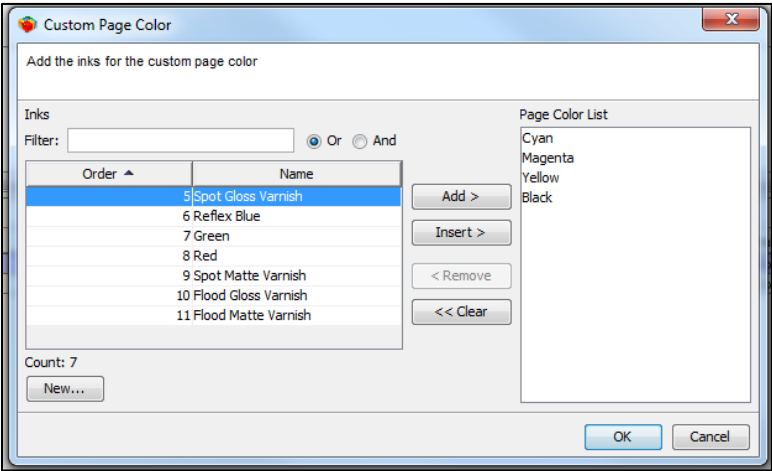 Custom Page Color
Add the inks for the custom page color
Inks
Filter: Or And
Order Name
5 Spot Gloss Varnish
6 Reflex Blue
7 Green
8 Red
9 Spot Matte Varnish
10 Flood Gloss Varnish
11 Flood Matte Varnish
Count: 7
New...
Add >
Insert >
< Remove
<< Clear
Page Color List
Cyan
Magenta
Yellow
Black
OK Cancel